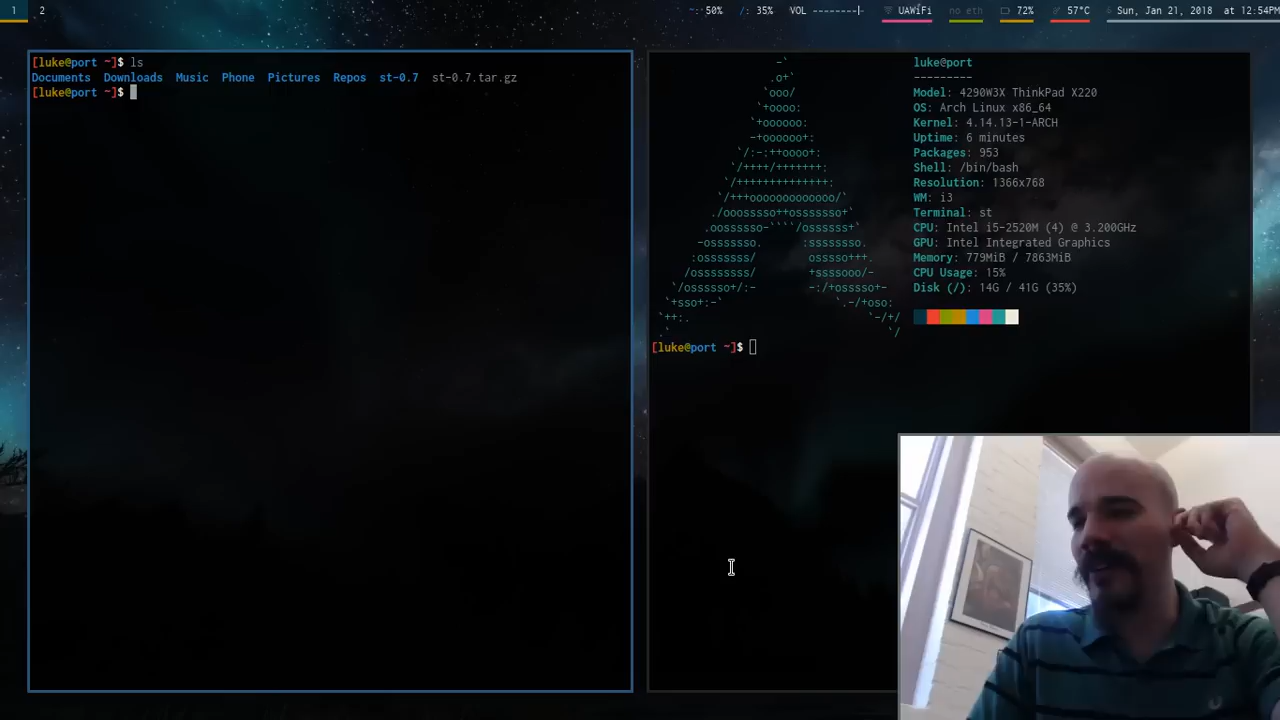 1 2 50% /: 35% VOL --------|- UAWiFi no eth 72% 57°C Sun, Jan 21, 2018 at 12:54PM
[luke@port ~]$ ls
Documents Downloads Music Phone Pictures Repos st-0.7 st-0.7.tar.gz
[luke@port ~]$
luke@port
---------
Model: 4290W3X ThinkPad X220
OS: Arch Linux x86_64
Kernel: 4.14.13-1-ARCH
Uptime: 6 minutes
Packages: 953
Shell: /bin/bash
Resolution: 1366x768
WM: i3
Terminal: st
CPU: Intel i5-2520M (4) @ 3.200GHz
GPU: Intel Integrated Graphics
Memory: 779MiB / 7863MiB
CPU Usage: 15%
Disk (/): 14G / 41G (35%)
[luke@port ~]$